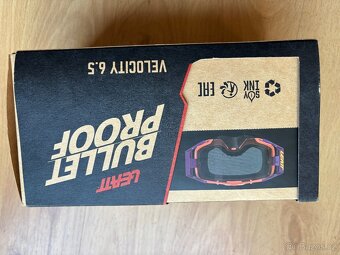 LEATT
BULLET
PROOF
VELOCITY 6.5
SOY
INK
EAC